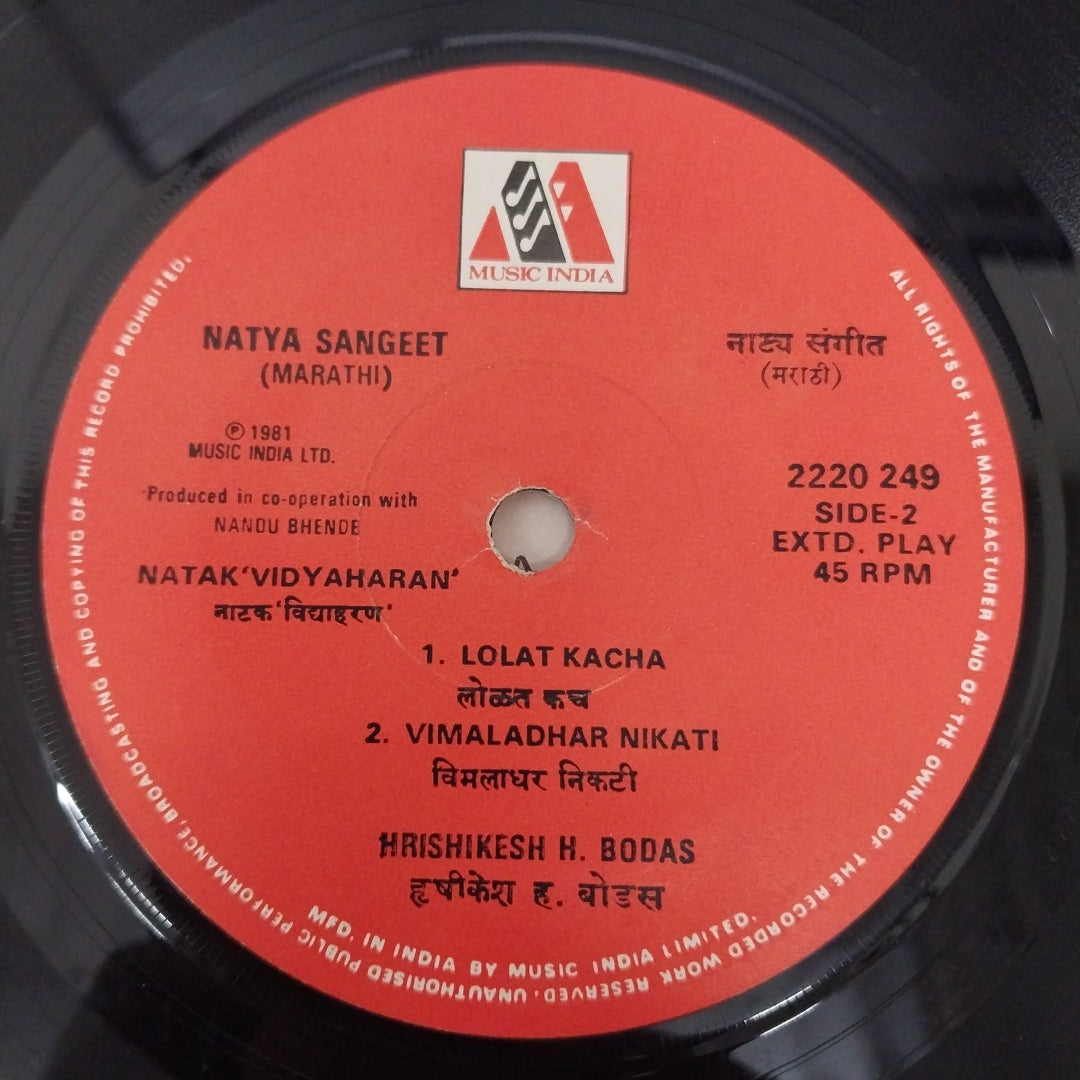 MUSIC INDIA
NATYA SANGEET
(MARATHI)
नाट्य संगीत
(मराठी)
℗ 1981
MUSIC INDIA LTD.
Produced in co-operation with
NANDU BHENDE
2220 249
SIDE-2
EXTD. PLAY
45 RPM
NATAK 'VIDYAHARAN'
नाटक 'विद्याहरण'
1. LOLAT KACHA
लोळत कच
2. VIMALADHAR NIKATI
विमलाधर निकटी
HRISHIKESH H. BODAS
हृषीकेश ह. बोडस
ALL RIGHTS OF THE MANUFACTURER AND OF THE OWNER OF THE RECORDED WORK RESERVED. UNAUTHORISED PUBLIC PERFORMANCE, BROADCASTING AND COPYING OF THIS RECORD PROHIBITED.
MFD. IN INDIA BY MUSIC INDIA LIMITED.